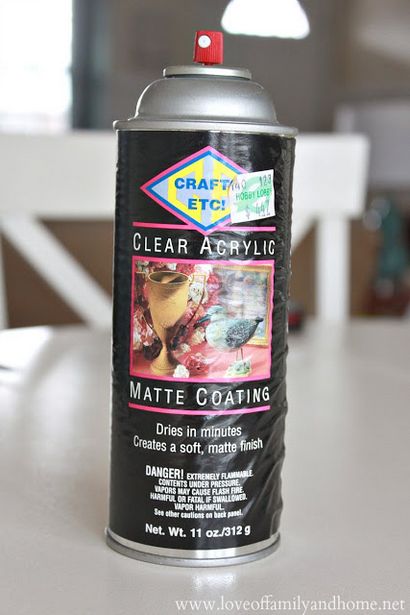 CRAFT
ETC!
HOBBY LOBBY
CLEAR ACRYLIC
MATTE COATING
Dries in minutes
Creates a soft, matte finish
DANGER! EXTREMELY FLAMMABLE.
CONTENTS UNDER PRESSURE.
VAPORS MAY CAUSE FLASH FIRE
HARMFUL OR FATAL IF SWALLOWED.
VAPOR HARMFUL.
See other cautions on back panel.
Net. Wt. 11 oz./312 g
www.loveoffamilyandhome.net